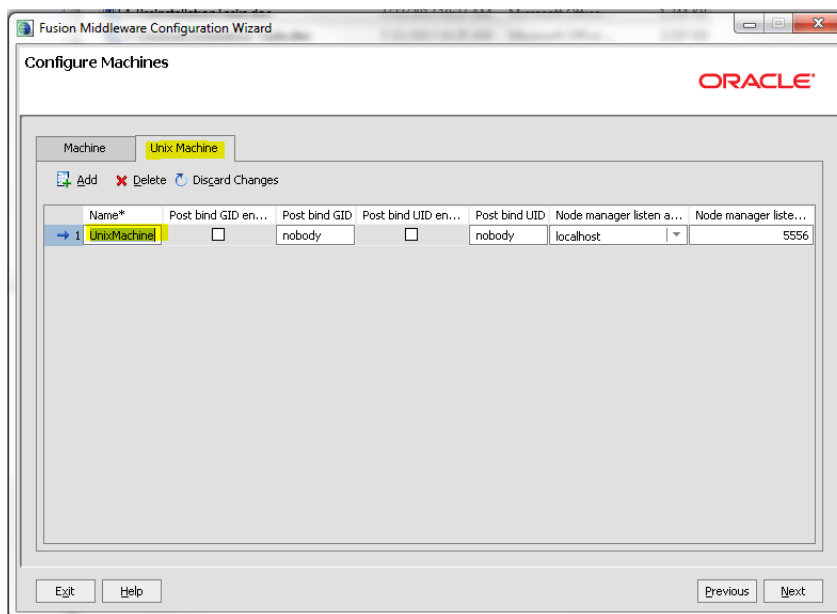 Fusion Middleware Configuration Wizard
Configure Machines
ORACLE
Machine
Unix Machine
Add
Delete
Discard Changes
Name* Post bind GID en... Post bind GID Post bind UID en... Post bind UID Node manager listen a... Node manager liste...
1 UnixMachine nobody nobody localhost 5556
Exit
Help
Previous
Next